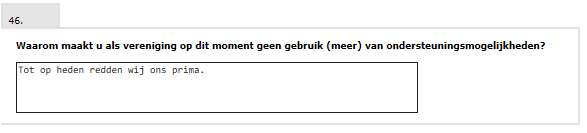 46.
Waarom maakt u als vereniging op dit moment geen gebruik (meer) van ondersteuningsmogelijkheden?
Tot op heden redden wij ons prima.